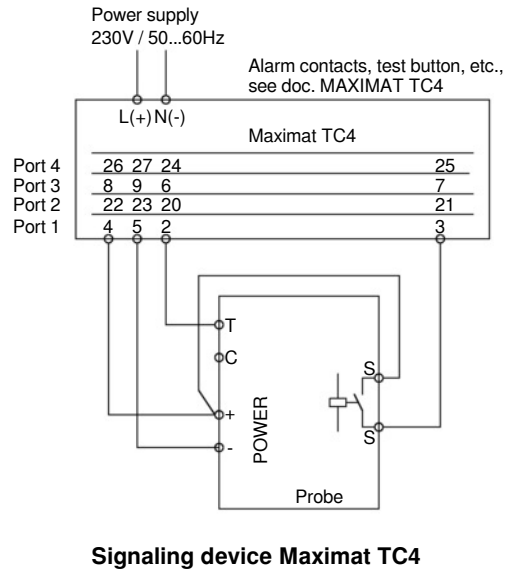 Power supply
230V / 50...60Hz
Alarm contacts, test button, etc.,
see doc. MAXIMAT TC4
L(+) N(-)
Maximat TC4
Port 4 26 27 24 25
Port 3 8 9 6 7
Port 2 22 23 20 21
Port 1 4 5 2 3
T
C
S
+
POWER
S
-
Probe
Signaling device Maximat TC4